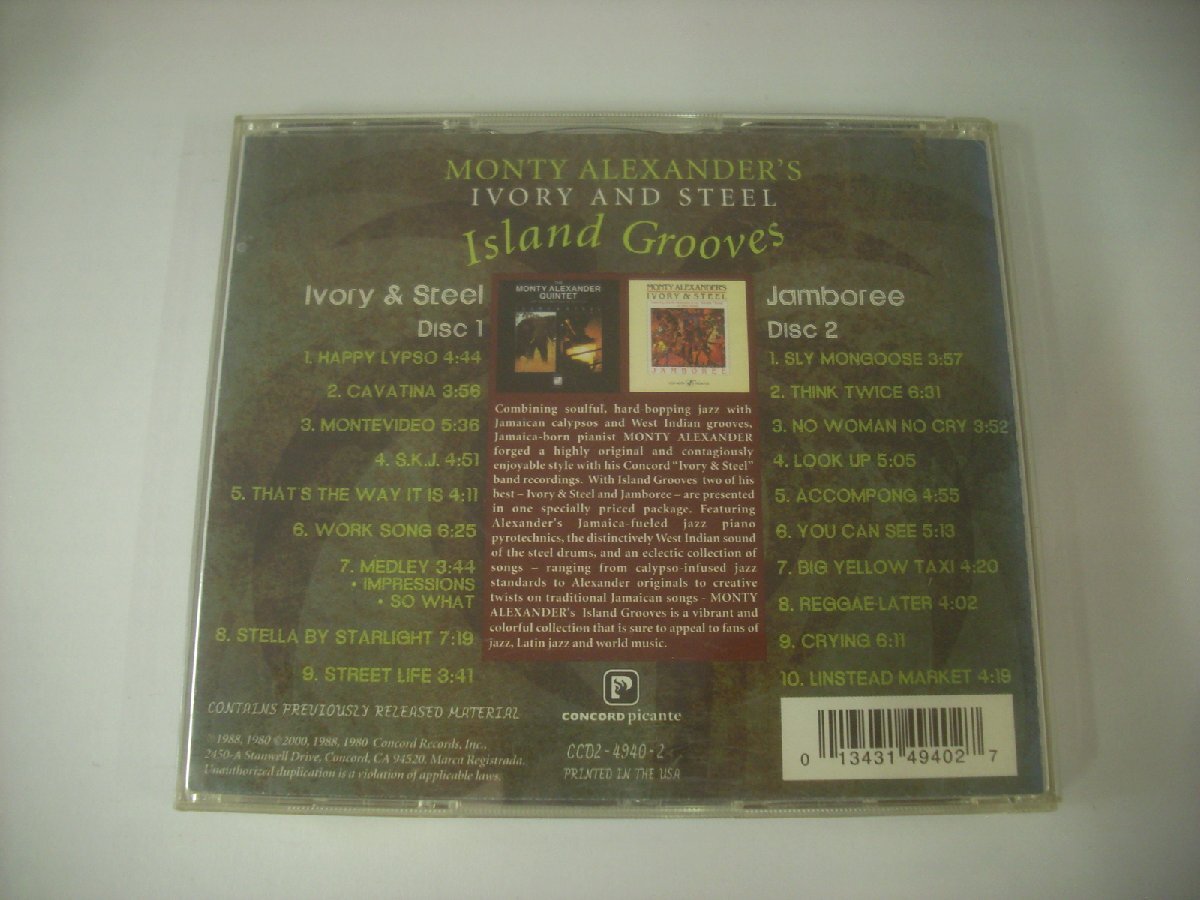 MONTY ALEXANDER'S
IVORY AND STEEL
Island Grooves
Ivory & Steel
Disc 1
1. HAPPY LYPSO 4:44
2. CAVATINA 3:56
3. MONTEVIDEO 5:36
4. S.K.J. 4:51
5. THAT'S THE WAY IT IS 4:11
6. WORK SONG 6:25
7. MEDLEY 3:44
• IMPRESSIONS
• SO WHAT
8. STELLA BY STARLIGHT 7:19
9. STREET LIFE 3:41
MONTY ALEXANDER
QUINTET
MONTY ALEXANDER'S
IVORY & STEEL
JAMBOREE
Combining soulful, hard-bopping jazz with
Jamaican calypsos and West Indian grooves,
Jamaica-born pianist MONTY ALEXANDER
forged a highly original and contagiously
enjoyable style with his Concord "Ivory & Steel"
band recordings. With Island Grooves two of his
best – Ivory & Steel and Jamboree – are presented
in one specially priced package. Featuring
Alexander's Jamaica-fueled jazz piano
pyrotechnics, the distinctively West Indian sound
of the steel drums, and an eclectic collection of
songs – ranging from calypso-infused jazz
standards to Alexander originals to creative
twists on traditional Jamaican songs - MONTY
ALEXANDER's Island Grooves is a vibrant and
colorful collection that is sure to appeal to fans of
jazz, Latin jazz and world music.
Jamboree
Disc 2
1. SLY MONGOOSE 3:57
2. THINK TWICE 6:31
3. NO WOMAN NO CRY 3:52
4. LOOK UP 5:05
5. ACCOMPONG 4:55
6. YOU CAN SEE 5:13
7. BIG YELLOW TAXI 4:20
8. REGGAE-LATER 4:02
9. CRYING 6:11
10. LINSTEAD MARKET 4:19
CONTAINS PREVIOUSLY RELEASED MATERIAL
℗1988, 1980 ©2000, 1988, 1980 Concord Records, Inc.,
2450-A Stanwell Drive, Concord, CA 94520. Marca Registrada.
Unauthorized duplication is a violation of applicable laws.
CONCORD picante
CCD2-4940-2
PRINTED IN THE USA
0 13431 49402 7